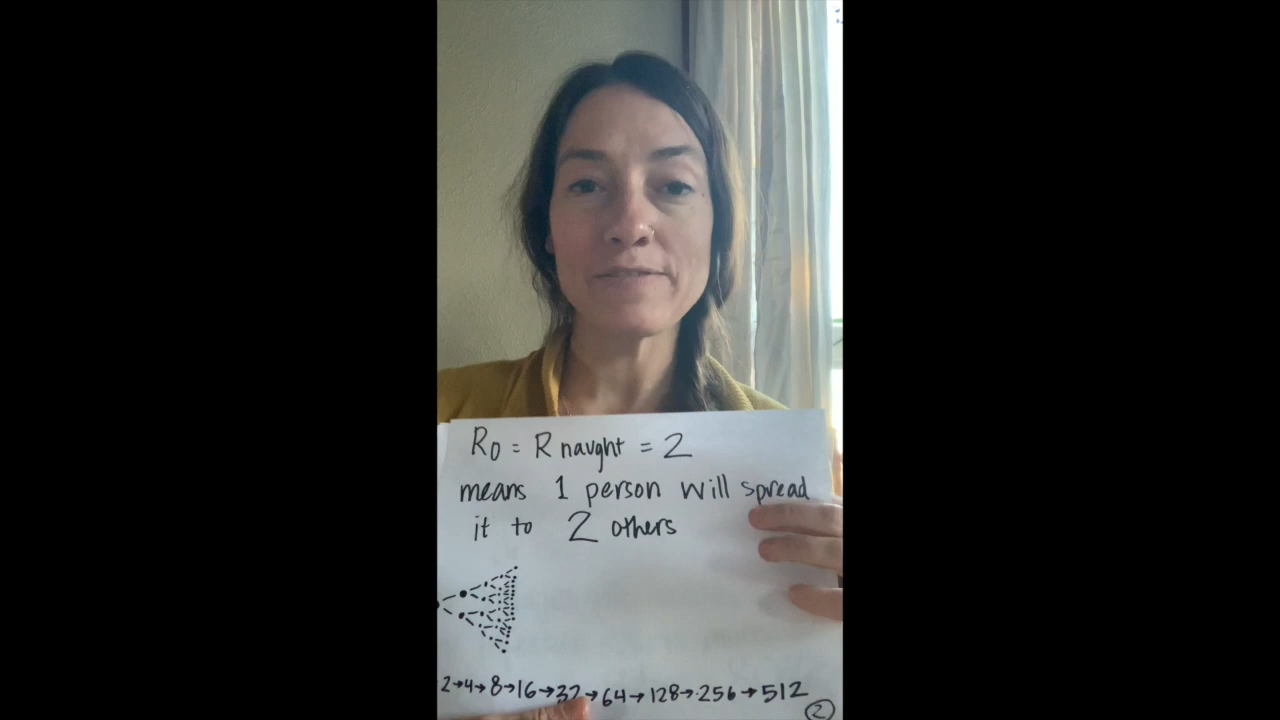 R0 = R naught = 2
means 1 person will spread
it to 2 others
2→4→8→16→32→64→128→256→512
2